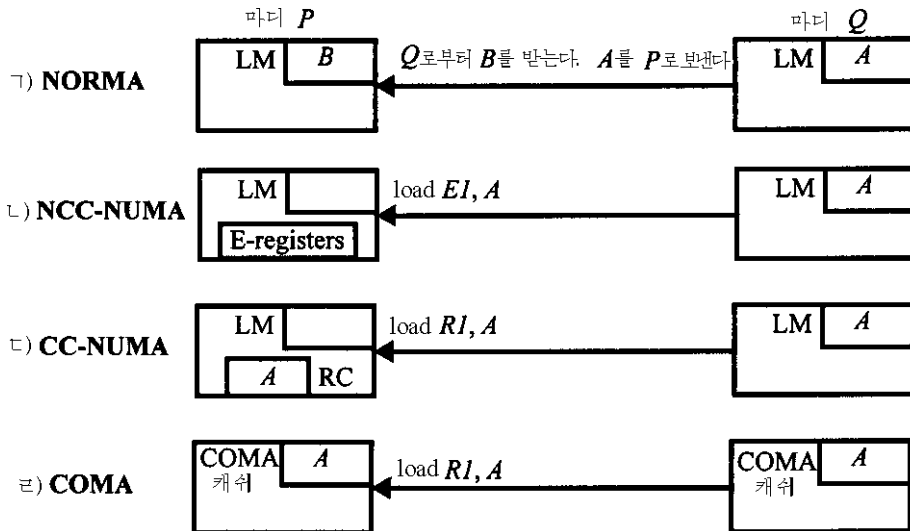 마디 P 마디 Q
ㄱ) NORMA LM B Q로부터 B를 받는다. A를 P로 보낸다 LM A
ㄴ) NCC-NUMA LM load E1, A LM A
E-registers
ㄷ) CC-NUMA LM load R1, A LM A
A RC
ㄹ) COMA COMA A load R1, A COMA A
캐쉬 캐쉬